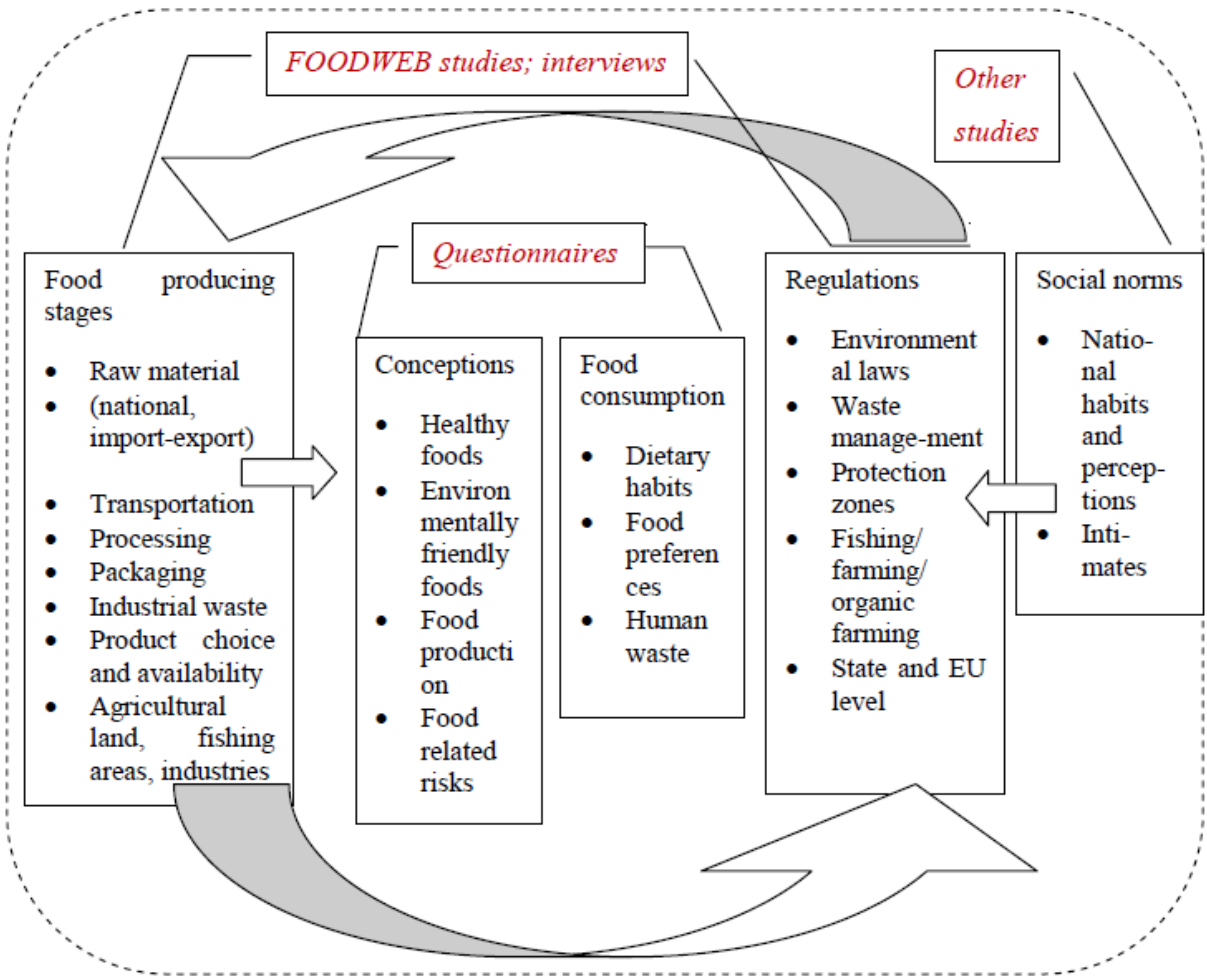 FOODWEB studies; interviews
Other
studies
Questionnaires
Food producing
stages
• Raw material
• (national,
import-export)
• Transportation
• Processing
• Packaging
• Industrial waste
• Product choice
and availability
• Agricultural
land, fishing
areas, industries
Conceptions
• Healthy
foods
• Environ
mentally
friendly
foods
• Food
producti
on
• Food
related
risks
Food
consumption
• Dietary
habits
• Food
preferen
ces
• Human
waste
Regulations
• Environment
al laws
• Waste
manage-ment
• Protection
zones
• Fishing/
farming/
organic
farming
• State and EU
level
Social norms
• Natio-
nal
habits
and
percep-
tions
• Inti-
mates